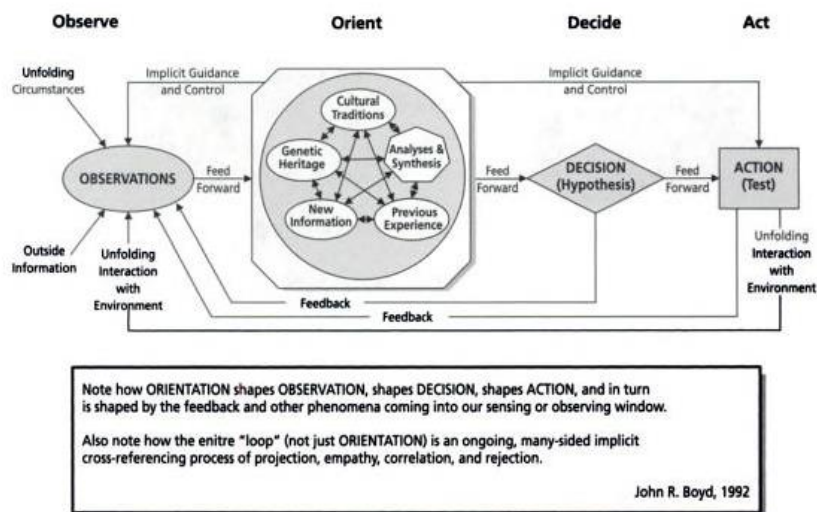 Observe
Orient
Decide
Act
Unfolding
Circumstances
Implicit Guidance
and Control
Implicit Guidance
and Control
Cultural
Traditions
Genetic
Heritage
Analyses &
Synthesis
OBSERVATIONS
Feed
Forward
New
Information
Previous
Experience
Feed
Forward
DECISION
(Hypothesis)
Feed
Forward
ACTION
(Test)
Outside
Information
Unfolding
Interaction
with
Environment
Unfolding
Interaction
with
Environment
Feedback
Feedback
Note how ORIENTATION shapes OBSERVATION, shapes DECISION, shapes ACTION, and in turn
is shaped by the feedback and other phenomena coming into our sensing or observing window.
Also note how the enitre "loop" (not just ORIENTATION) is an ongoing, many-sided implicit
cross-referencing process of projection, empathy, correlation, and rejection.
John R. Boyd, 1992